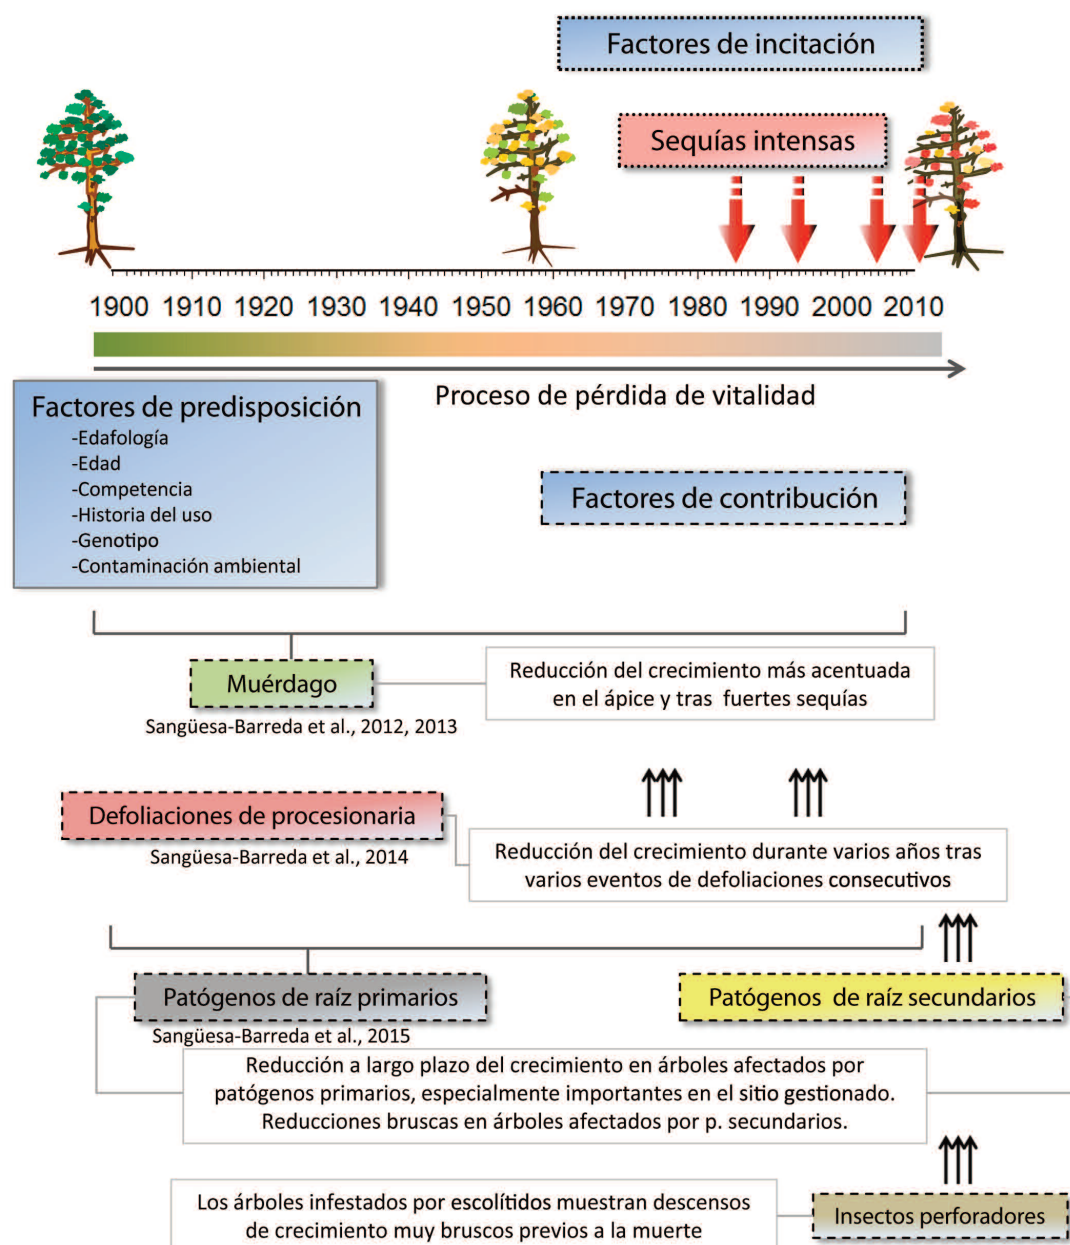 Factores de incitación
Sequías intensas
1900 1910 1920 1930 1940 1950 1960 1970 1980 1990 2000 2010
Proceso de pérdida de vitalidad
Factores de predisposición
-Edafología
-Edad
-Competencia
-Historia del uso
-Genotipo
-Contaminación ambiental
Factores de contribución
Muérdago
Sangüesa-Barreda et al., 2012, 2013
Reducción del crecimiento más acentuada
en el ápice y tras fuertes sequías
Defoliaciones de procesionaria
Sangüesa-Barreda et al., 2014
Reducción del crecimiento durante varios años tras
varios eventos de defoliaciones consecutivos
Patógenos de raíz primarios
Sangüesa-Barreda et al., 2015
Patógenos de raíz secundarios
Reducción a largo plazo del crecimiento en árboles afectados por
patógenos primarios, especialmente importantes en el sitio gestionado.
Reducciones bruscas en árboles afectados por p. secundarios.
Los árboles infestados por escolítidos muestran descensos
de crecimiento muy bruscos previos a la muerte
Insectos perforadores